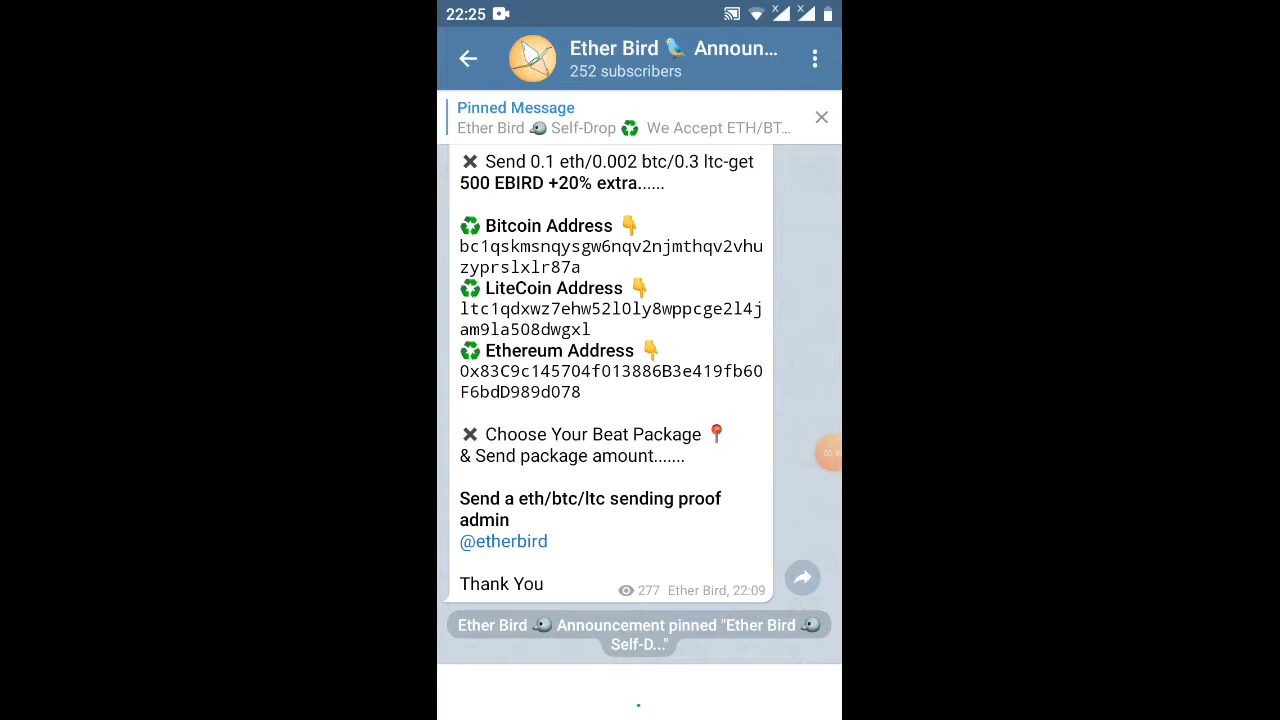 22:25
Ether Bird 🐦 Announ...
252 subscribers
Pinned Message
Ether Bird 🐦 Self-Drop ♻️ We Accept ETH/BT...
✖ Send 0.1 eth/0.002 btc/0.3 ltc-get
500 EBIRD +20% extra......
♻️ Bitcoin Address 👇
bc1qskmsnqysgw6nqv2njmthqv2vhu
zyprslxlr87a
♻️ LiteCoin Address 👇
ltc1qdxwz7ehw52l0ly8wppcge2l4j
am9la508dwgxl
♻️ Ethereum Address 👇
0x83C9c145704f013886B3e419fb60
F6bdD989d078
✖ Choose Your Beat Package 📍
& Send package amount.......
Send a eth/btc/ltc sending proof
admin
@etherbird
Thank You
277 Ether Bird, 22:09
Ether Bird 🐦 Announcement pinned "Ether Bird 🐦
Self-D..."